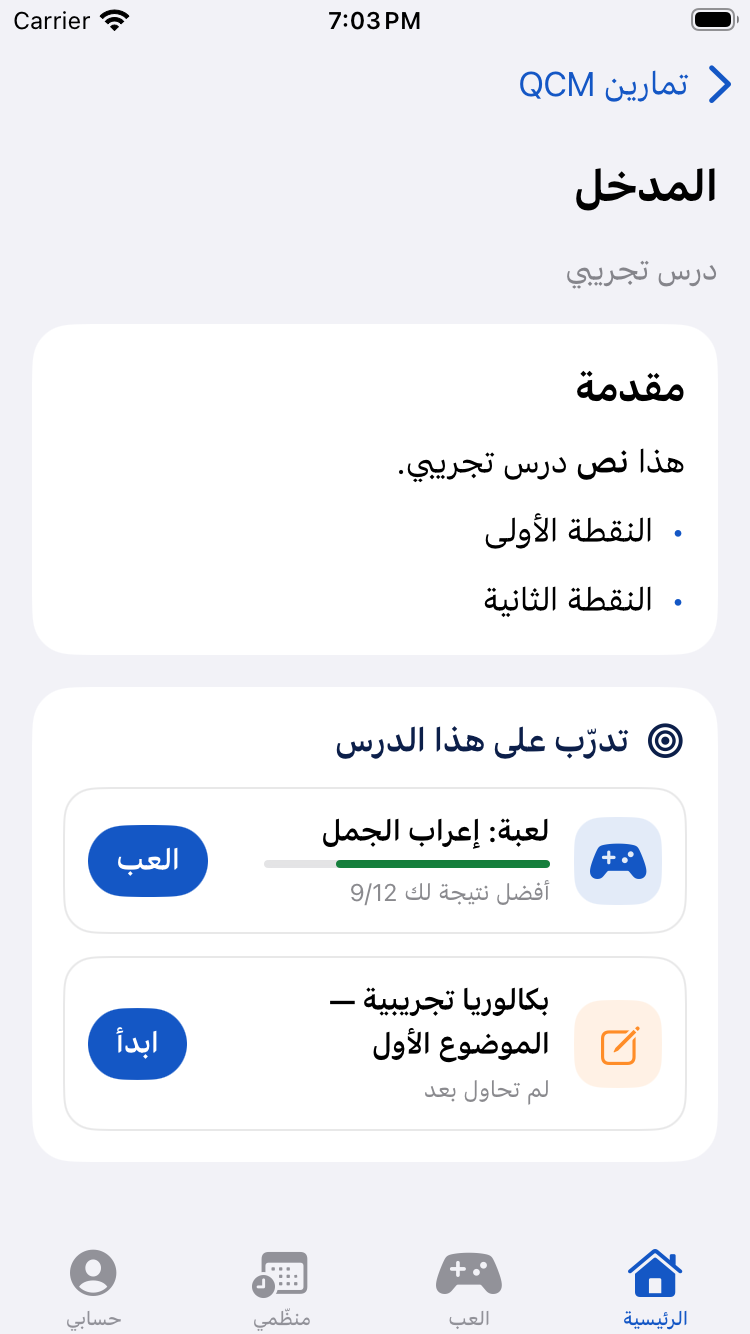 Carrier 7:03 PM
تمارين QCM
المدخل
درس تجريبي
مقدمة
هذا نص درس تجريبي.
• النقطة الأولى
• النقطة الثانية
تدرّب على هذا الدرس
لعبة: إعراب الجمل
أفضل نتيجة لك 9/12
العب
بكالوريا تجريبية —
الموضوع الأول
لم تحاول بعد
ابدأ
الرئيسية
العب
منظّمي
حسابي